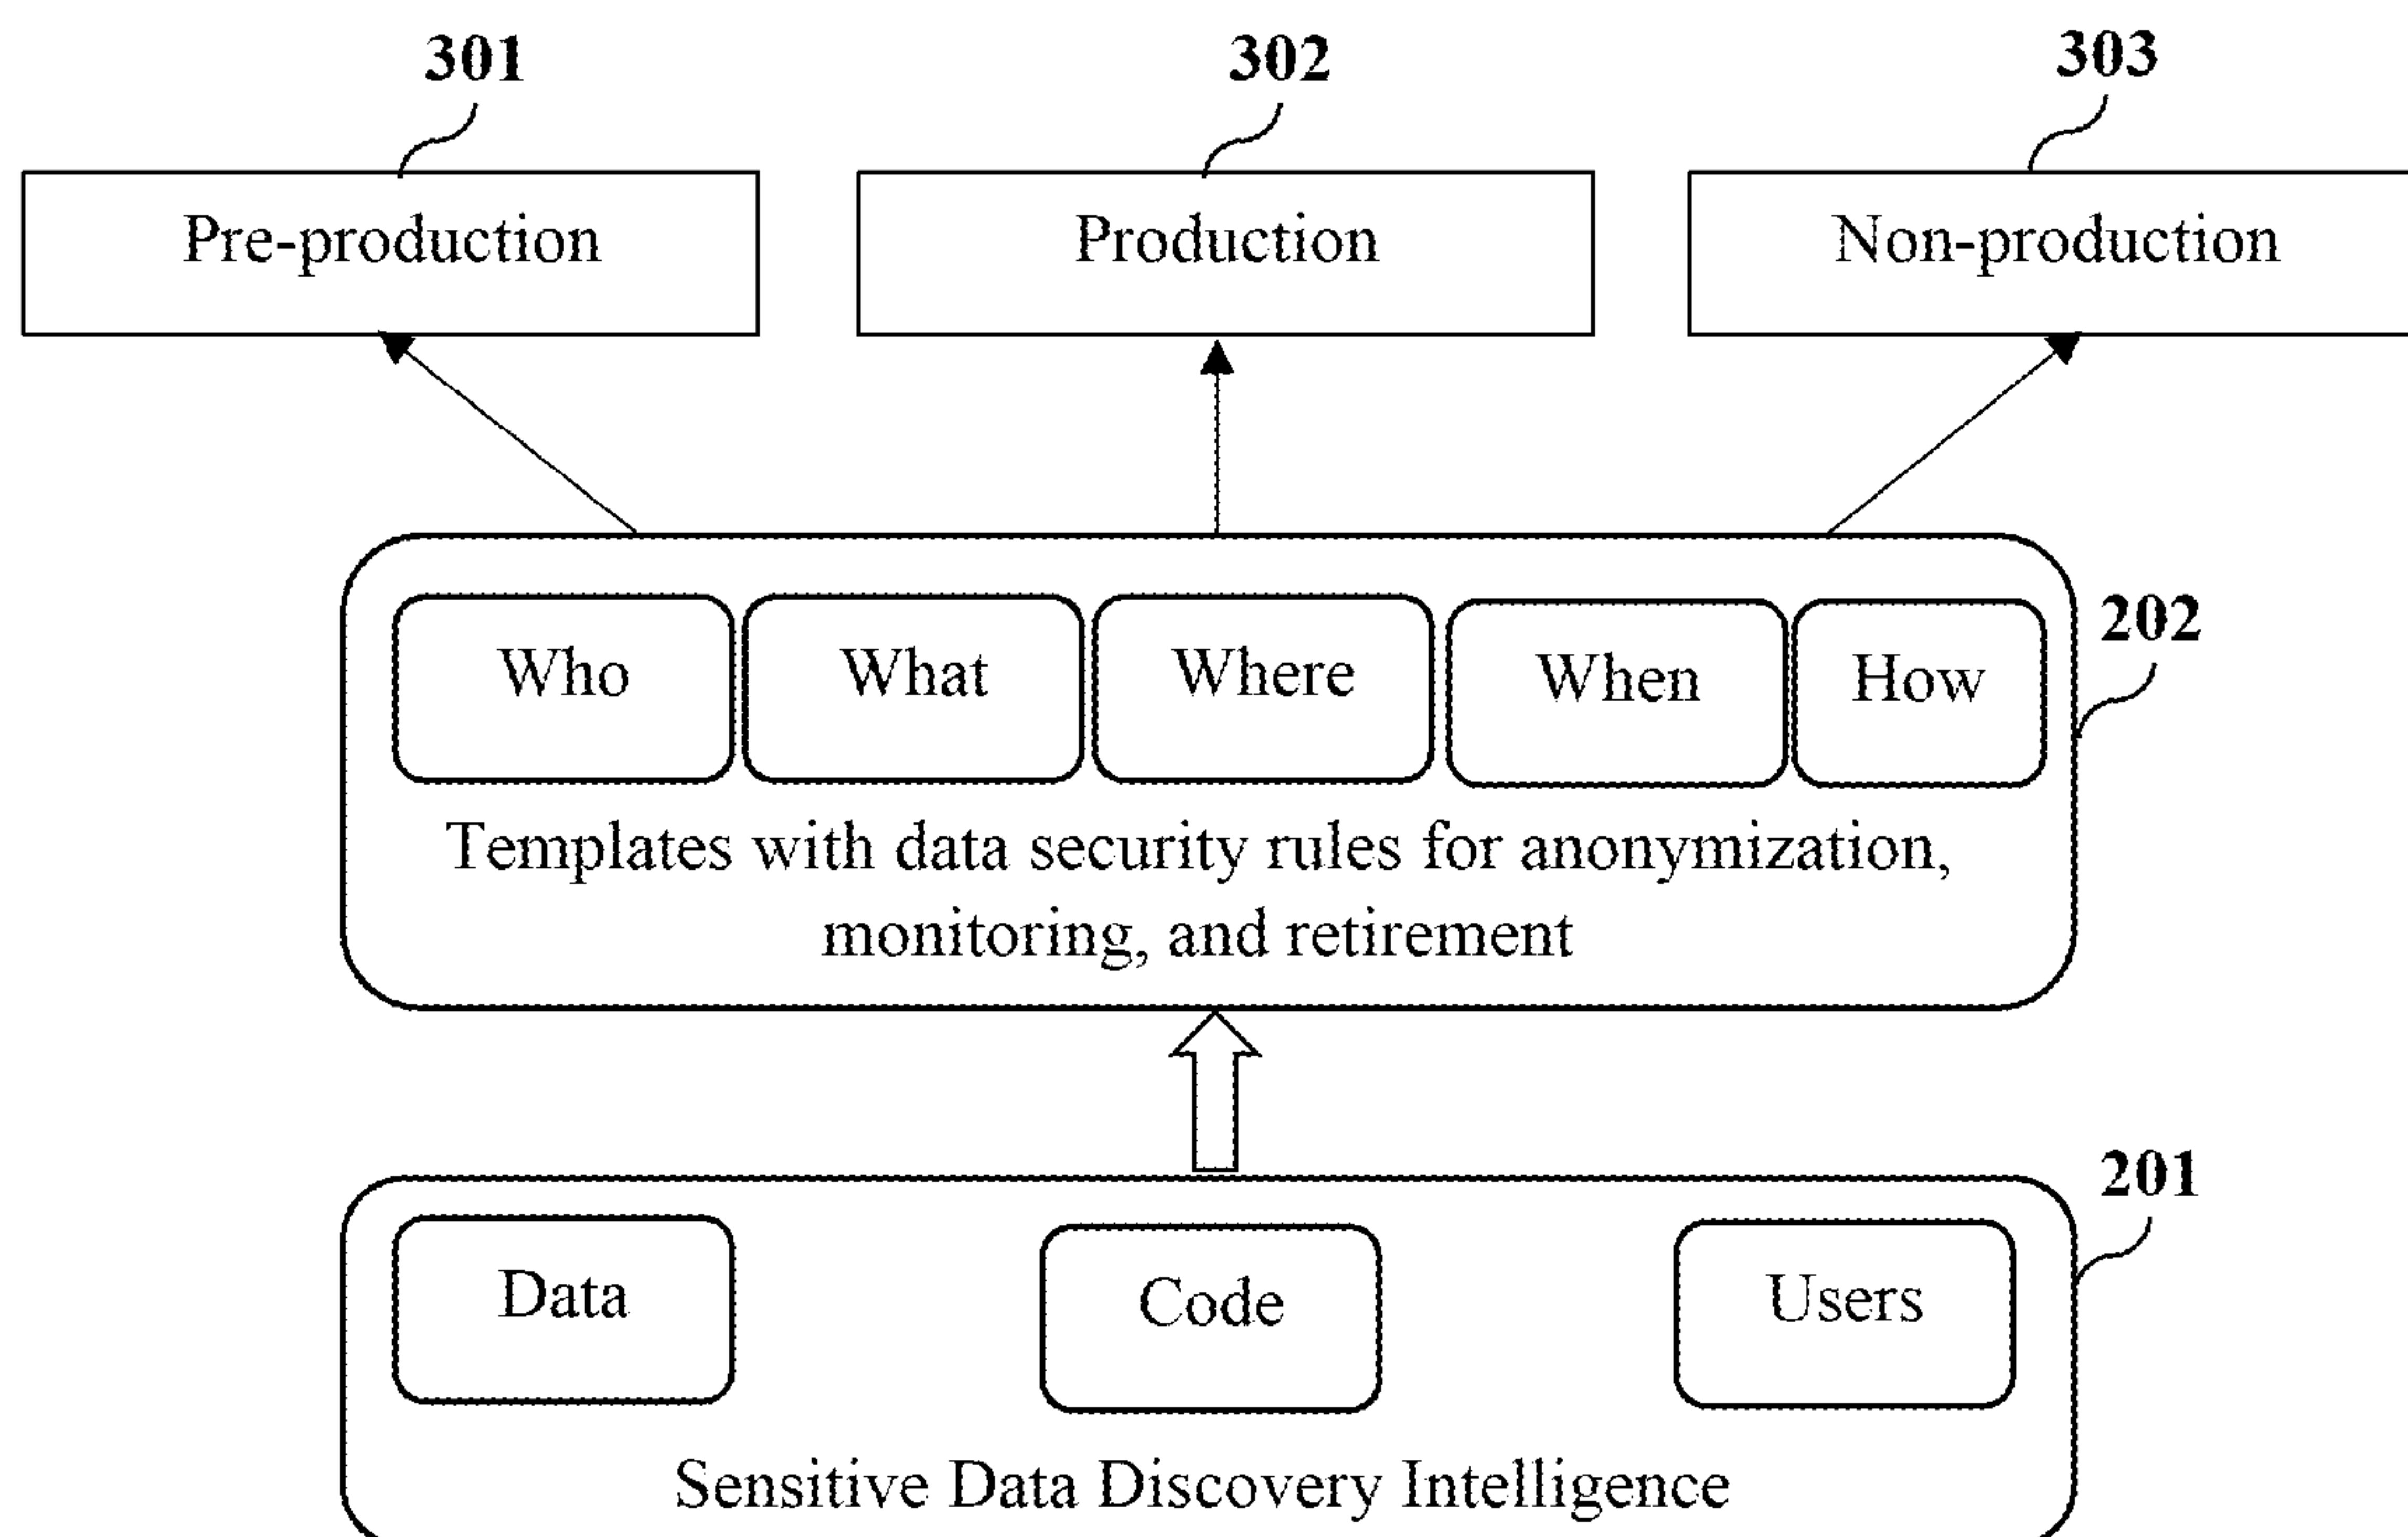 301
302
303
Pre-production
Production
Non-production
202
Who
What
Where
When
How
Templates with data security rules for anonymization,
monitoring, and retirement
201
Data
Code
Users
Sensitive Data Discovery Intelligence